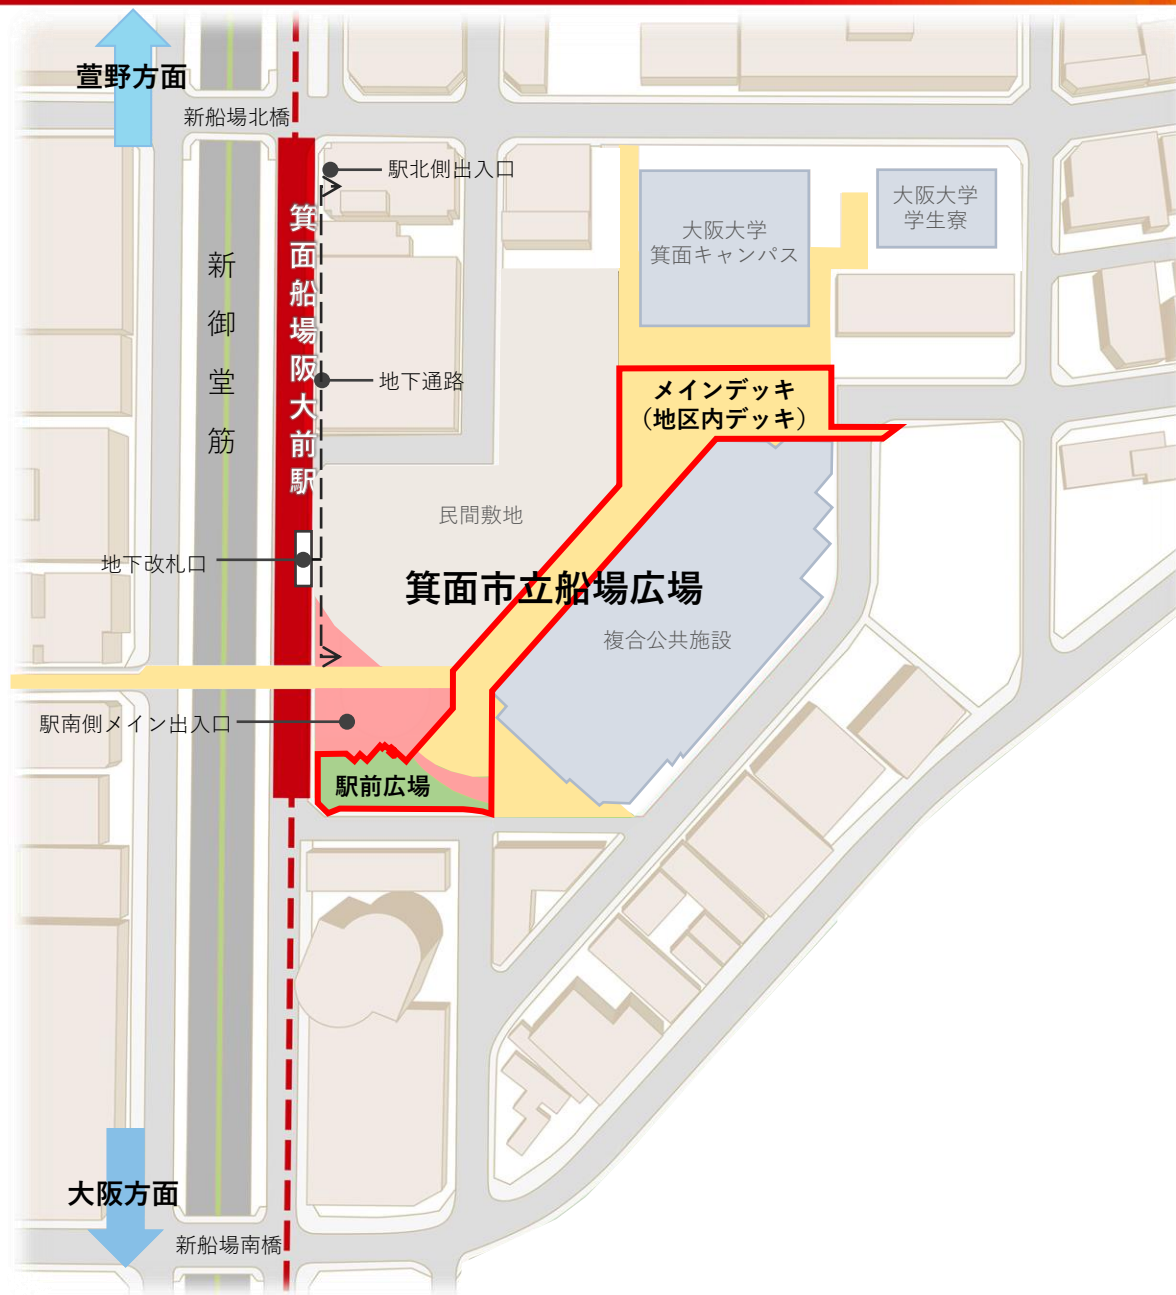 萱野方面
新船場北橋
駅北側出入口
大阪大学
箕面キャンパス
大阪大学
学生寮
箕面船場阪大前駅
新御堂筋
地下通路
メインデッキ
（地区内デッキ）
民間敷地
地下改札口
箕面市立船場広場
複合公共施設
駅南側メイン出入口
駅前広場
大阪方面
新船場南橋